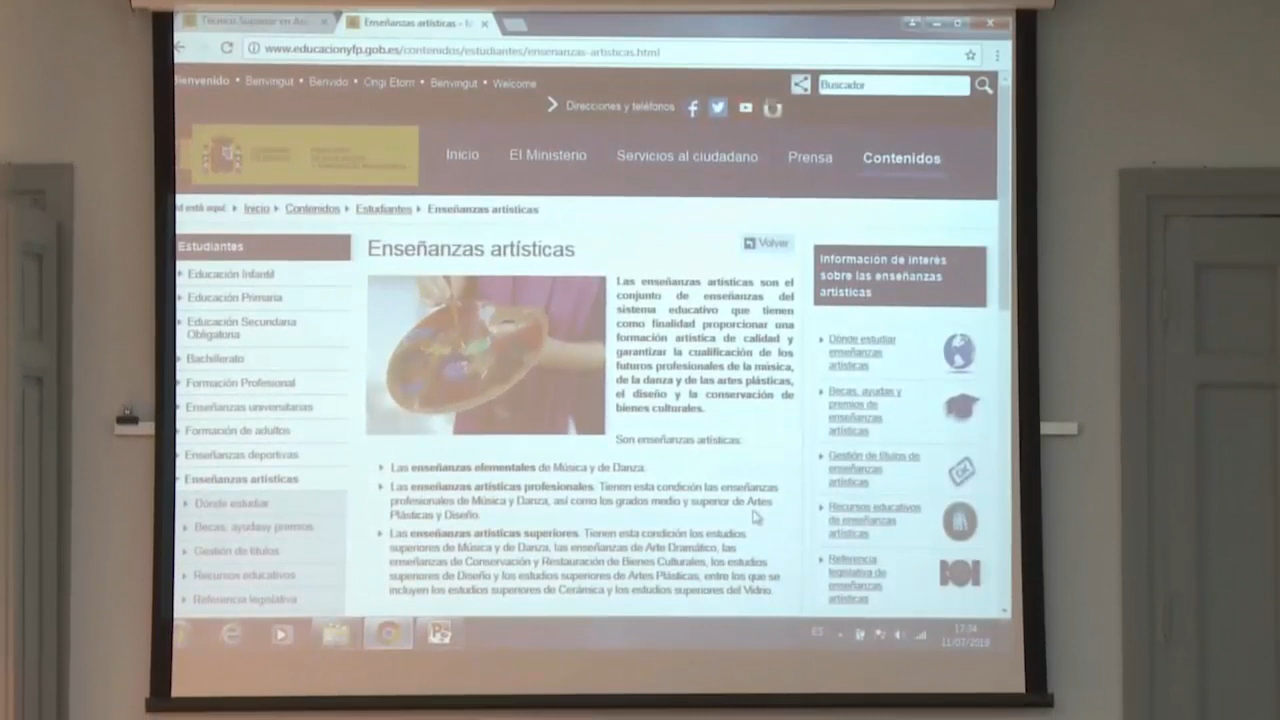 Técnico Superior en
Enseñanzas artísticas -
www.educacionyfp.gob.es/contenidos/estudiantes/ensenanzas-artisticas.html
Bienvenido • Benvingut • Benvido • Ongi Etorri • Benvingut • Welcome
Buscador
Direcciones y teléfonos
Inicio
El Ministerio
Servicios al ciudadano
Prensa
Contenidos
está aquí
Inicio
Contenidos
Estudiantes
Enseñanzas artísticas
Estudiantes
Educación Infantil
Educación Primaria
Educación Secundaria
Obligatoria
Bachillerato
Formación Profesional
Enseñanzas universitarias
Formación de adultos
Enseñanzas deportivas
Enseñanzas artísticas
Dónde estudiar
Becas, ayudasy premios
Gestión de títulos
Recursos educativos
Referencia legislativa
Enseñanzas artísticas
Volver
Las enseñanzas artísticas son el
conjunto de enseñanzas del
sistema educativo que tienen
como finalidad proporcionar una
formación artística de calidad y
garantizar la cualificación de los
futuros profesionales de la música,
de la danza y de las artes plásticas,
el diseño y la conservación de
bienes culturales.
Son enseñanzas artísticas:
Las enseñanzas elementales de Música y de Danza.
Las enseñanzas artísticas profesionales. Tienen esta condición las enseñanzas
profesionales de Música y Danza, así como los grados medio y superior de Artes
Plásticas y Diseño.
Las enseñanzas artísticas superiores. Tienen esta condición los estudios
superiores de Música y de Danza, las enseñanzas de Arte Dramático, las
enseñanzas de Conservación y Restauración de Bienes Culturales, los estudios
superiores de Diseño y los estudios superiores de Artes Plásticas, entre los que se
incluyen los estudios superiores de Cerámica y los estudios superiores del Vidrio.
Información de interés
sobre las enseñanzas
artísticas
Dónde estudiar
enseñanzas
artísticas
Becas, ayudas y
premios de
enseñanzas
artísticas
Gestión de títulos de
enseñanzas
artísticas
Recursos educativos
de enseñanzas
artísticas
Referencia
legislativa de
enseñanzas
artísticas
OK
BOI
ES
17:34
11/07/2019